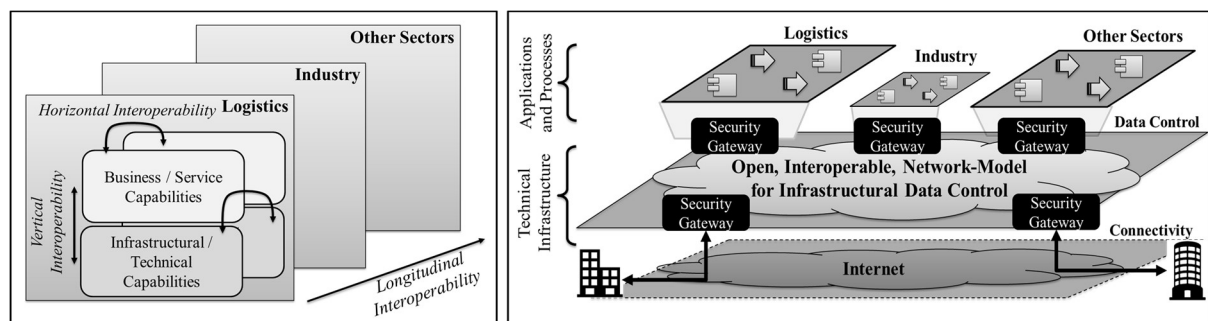 Other Sectors
Industry
Logistics
Horizontal Interoperability
Business / Service
Capabilities
Vertical
Interoperability
Infrastructural /
Technical
Capabilities
Longitudinal
Interoperability
Applications
and Processes
Logistics
Industry
Other Sectors
Security
Gateway
Security
Gateway
Security
Gateway
Data Control
Technical
Infrastructure
Open, Interoperable, Network-Model
for Infrastructural Data Control
Security
Gateway
Security
Gateway
Connectivity
Internet